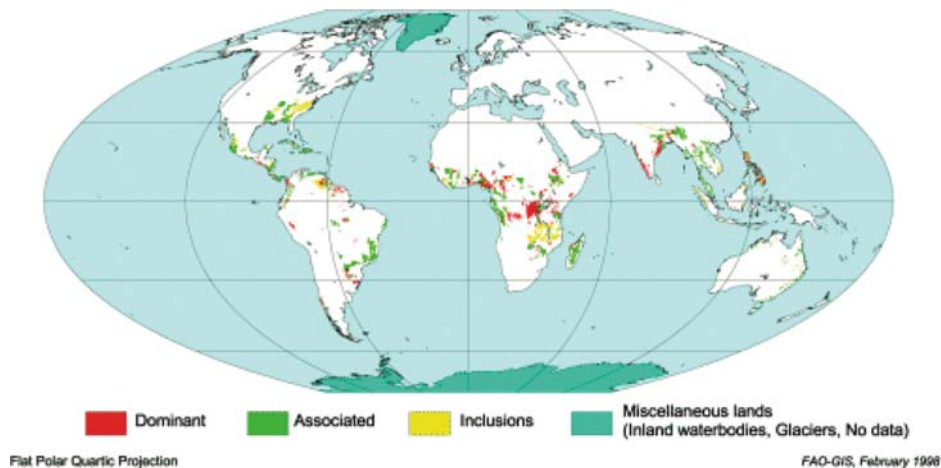 Dominant
Associated
Inclusions
Miscellaneous lands
(Inland waterbodies, Glaciers, No data)
Flat Polar Quartic Projection
FAO-GIS, February 1998